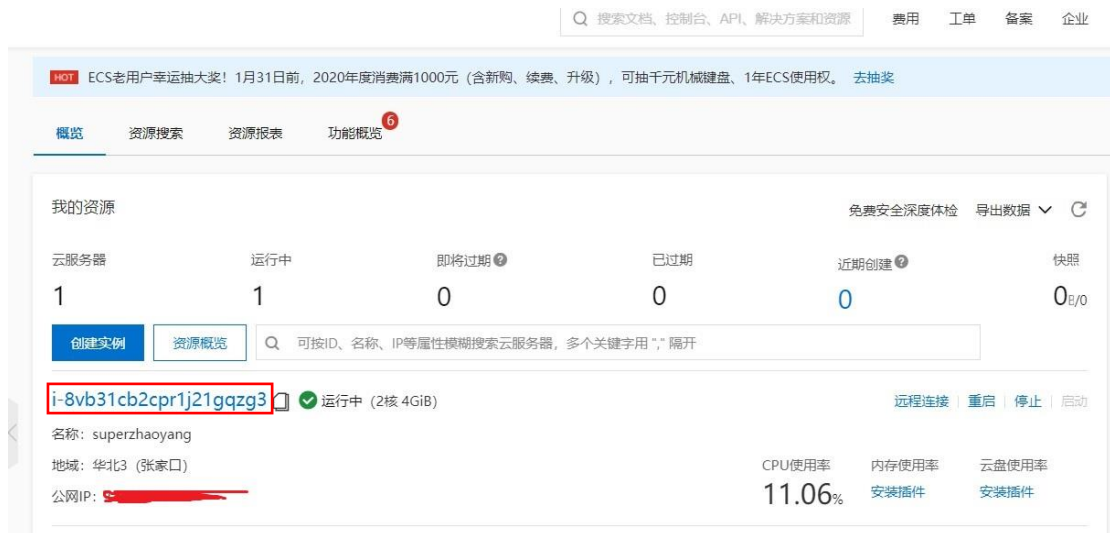 搜索文档、控制台、API、解决方案和资源 费用 工单 备案 企业
HOT ECS老用户幸运抽大奖！1月31日前，2020年度消费满1000元（含新购、续费、升级），可抽千元机械键盘、1年ECS使用权。 去抽奖
概览 资源搜索 资源报表 功能概览 6
我的资源 免费安全深度体检 导出数据
云服务器 运行中 即将过期 ? 已过期 近期创建 ? 快照
1 1 0 0 0 0B/0
创建实例 资源概览 可按ID、名称、IP等属性模糊搜索云服务器，多个关键字用 "," 隔开
i-8vb31cb2cpr1j21gqzg3 运行中 (2核 4GiB) 远程连接 重启 停止 启动
名称：superzhaoyang
地域：华北3（张家口） CPU使用率 内存使用率 云盘使用率
公网IP： 11.06% 安装插件 安装插件